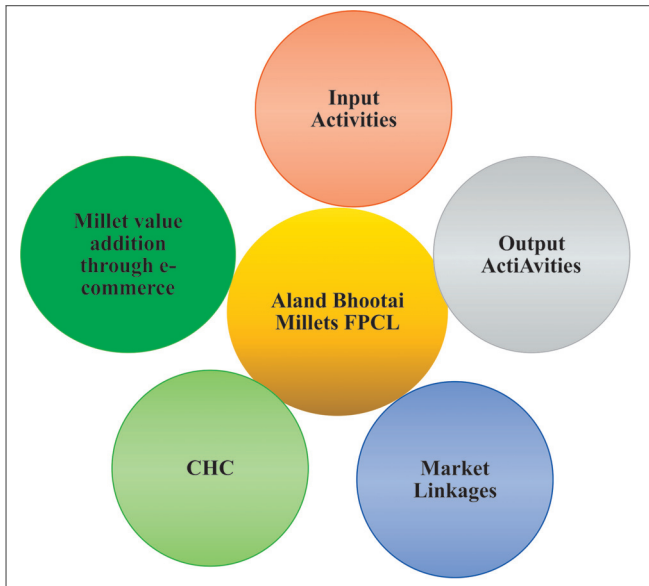 Input
Activities
Millet value
addition
through e-
commerce
Output
ActiAvities
Aland Bhootai
Millets FPCL
CHC
Market
Linkages